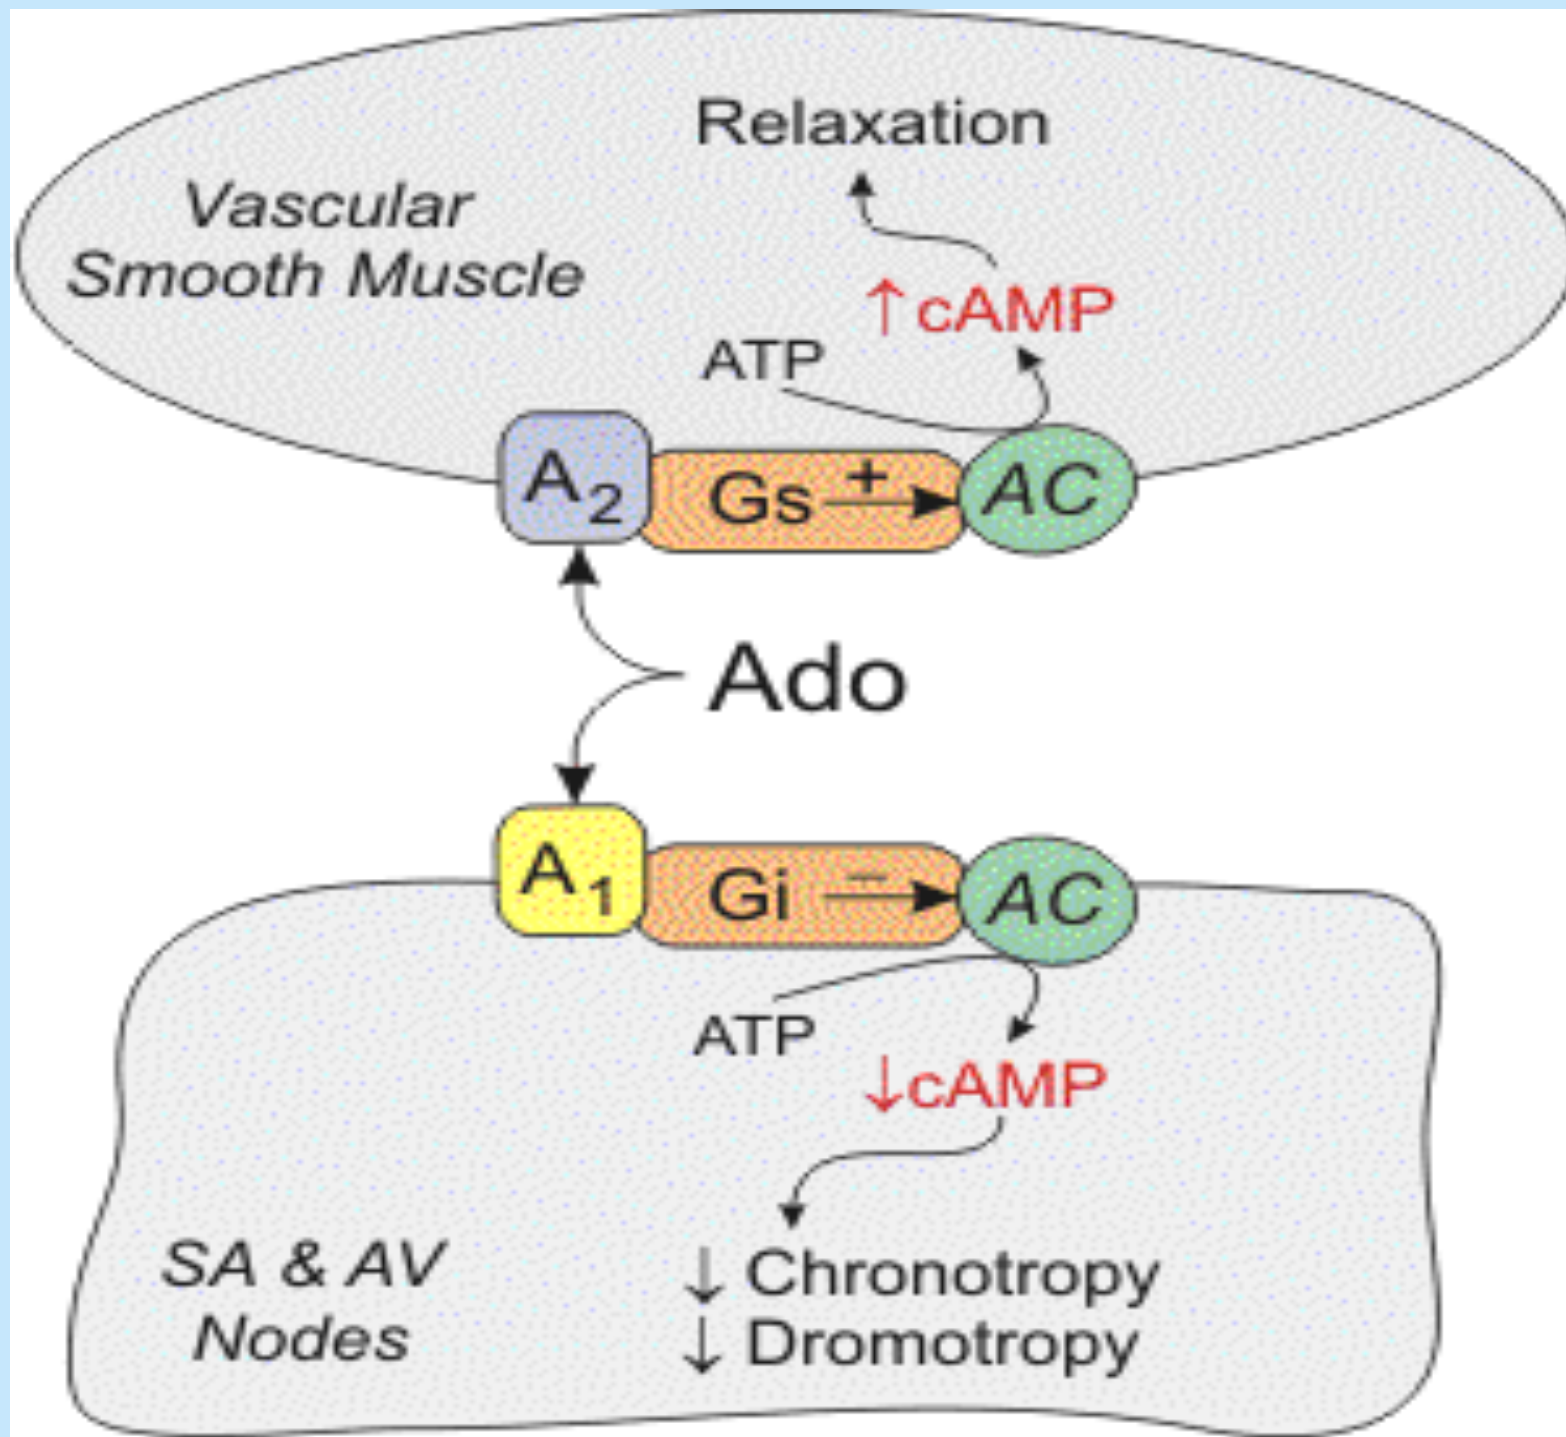 Relaxation
Vascular
Smooth Muscle
↑cAMP
ATP
A2
Gs
+
AC
Ado
A1
Gi
−
AC
ATP
↓cAMP
SA & AV
Nodes
↓ Chronotropy
↓ Dromotropy